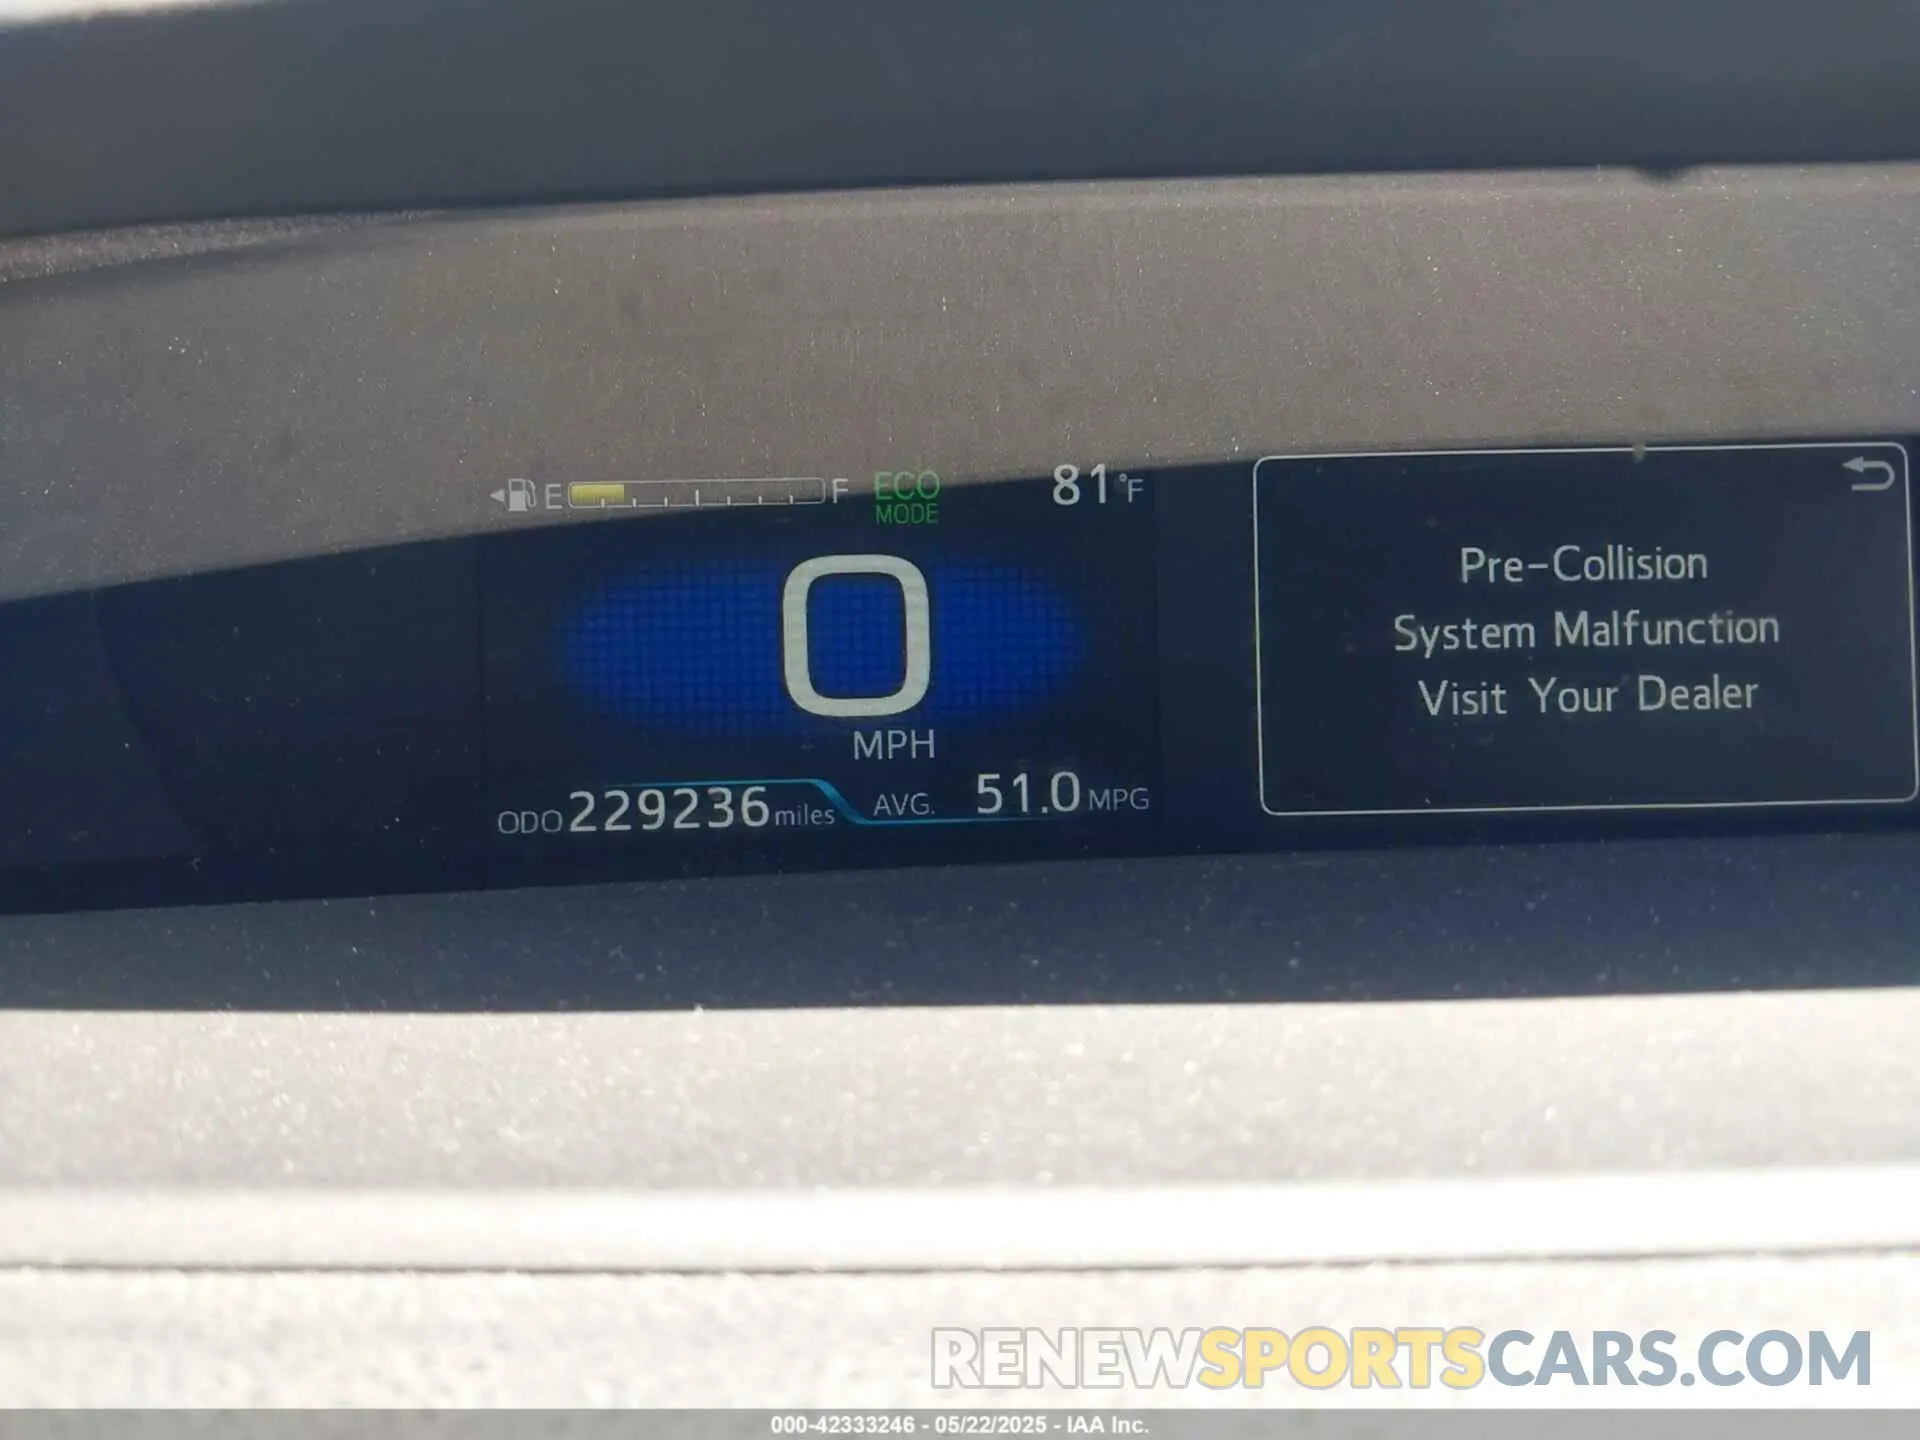 E F ECO 81°F
MODE
0
MPH
ODO 229236 miles AVG. 51.0 MPG
Pre-Collision
System Malfunction
Visit Your Dealer
RENEWSPORTSCARS.COM
000-42333246 - 05/22/2025 - IAA Inc.